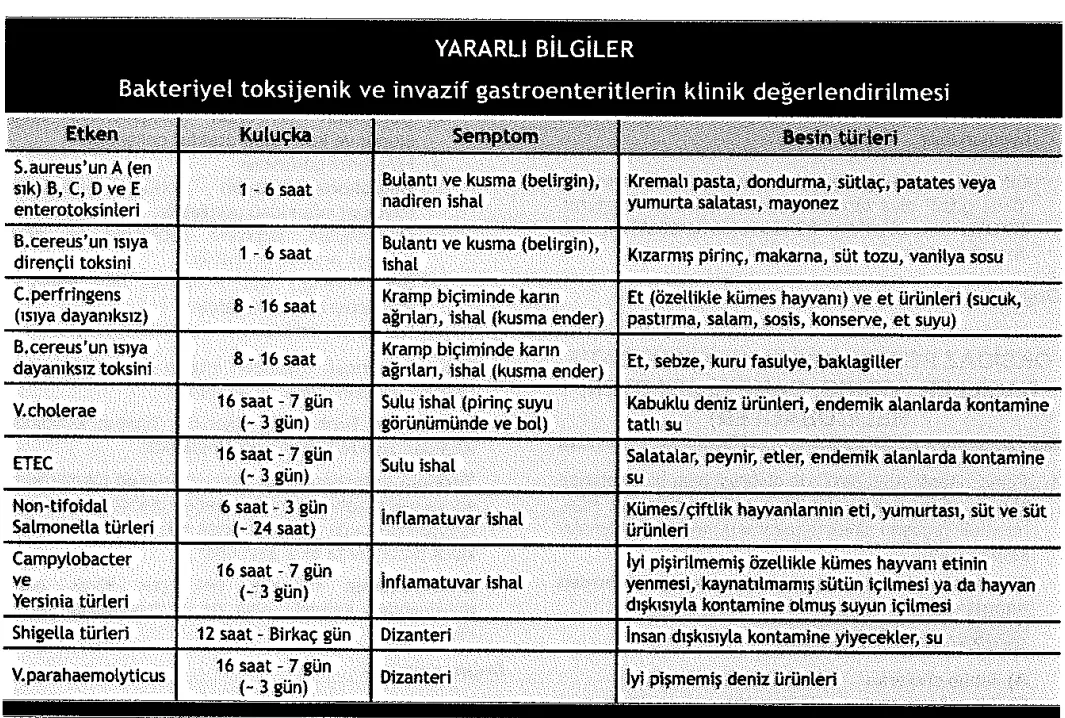 YARARLI BİLGİLER
Bakteriyel toksijenik ve invazif gastroenteritlerin klinik değerlendirilmesi
Etken Kuluçka Semptom Besin türleri
S.aureus'un A (en
sık) B, C, D ve E
enterotoksinleri
1 - 6 saat
Bulantı ve kusma (belirgin),
nadiren ishal
Kremalı pasta, dondurma, sütlaç, patates veya
yumurta salatası, mayonez
B.cereus'un ısıya
dirençli toksini
1 - 6 saat
Bulantı ve kusma (belirgin),
ishal
Kızarmış pirinç, makarna, süt tozu, vanilya sosu
C.perfringens
(ısıya dayanıksız)
8 - 16 saat
Kramp biçiminde karın
ağrıları, ishal (kusma ender)
Et (özellikle kümes hayvanı) ve et ürünleri (sucuk,
pastırma, salam, sosis, konserve, et suyu)
B.cereus'un ısıya
dayanıksız toksini
8 - 16 saat
Kramp biçiminde karın
ağrıları, ishal (kusma ender)
Et, sebze, kuru fasulye, baklagiller
V.cholerae
16 saat - 7 gün
(~ 3 gün)
Sulu ishal (pirinç suyu
görünümünde ve bol)
Kabuklu deniz ürünleri, endemik alanlarda kontamine
tatlı su
ETEC
16 saat - 7 gün
(~ 3 gün)
Sulu ishal
Salatalar, peynir, etler, endemik alanlarda kontamine
su
Non-tifoidal
Salmonella türleri
6 saat - 3 gün
(~ 24 saat)
İnflamatuvar ishal
Kümes/çiftlik hayvanlarının eti, yumurtası, süt ve süt
ürünleri
Campylobacter
ve
Yersinia türleri
16 saat - 7 gün
(~ 3 gün)
İnflamatuvar ishal
İyi pişirilmemiş özellikle kümes hayvanı etinin
yenmesi, kaynatılmamış sütün içilmesi ya da hayvan
dışkısıyla kontamine olmuş suyun içilmesi
Shigella türleri
12 saat - Birkaç gün
Dizanteri
İnsan dışkısıyla kontamine yiyecekler, su
V.parahaemolyticus
16 saat - 7 gün
(~ 3 gün)
Dizanteri
İyi pişmemiş deniz ürünleri